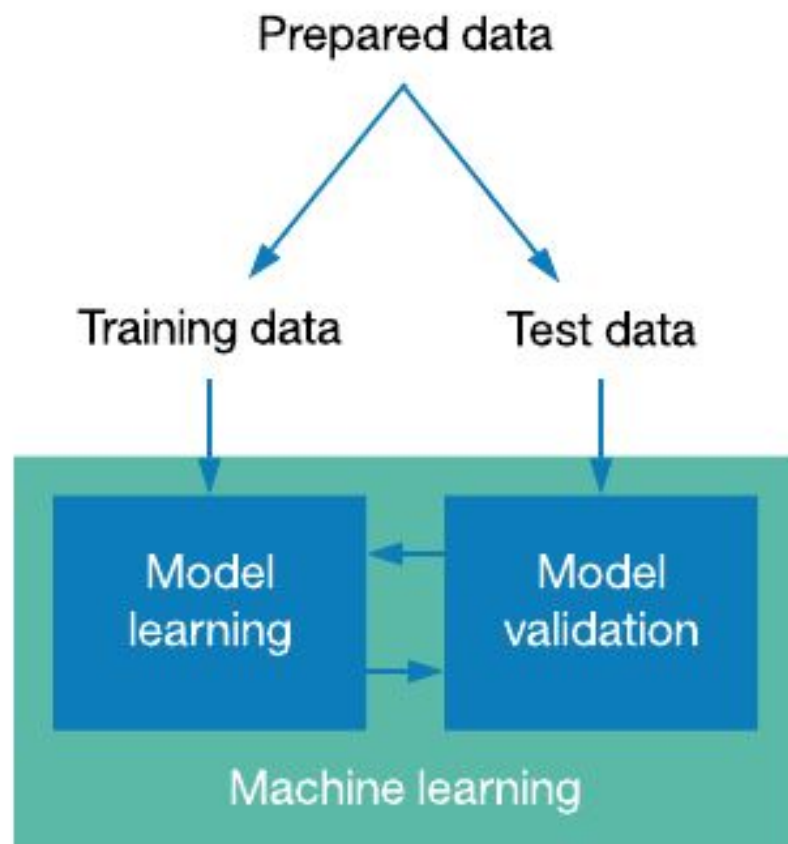 Prepared data
Training data
Test data
Model
learning
Model
validation
Machine learning